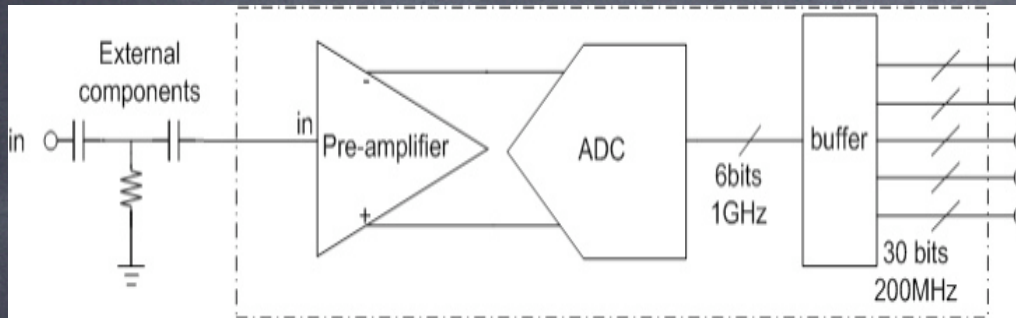 External
components
in
in
Pre-amplifier
-
+
ADC
6bits
1GHz
buffer
30 bits
200MHz